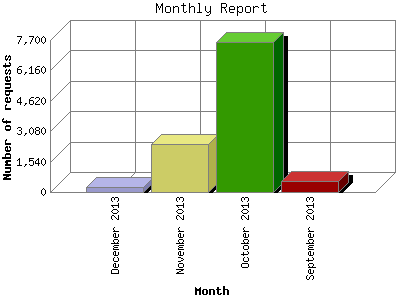 Monthly Report
Number of requests
7,700
6,160
4,620
3,080
1,540
0
December 2013
November 2013
October 2013
September 2013
Month